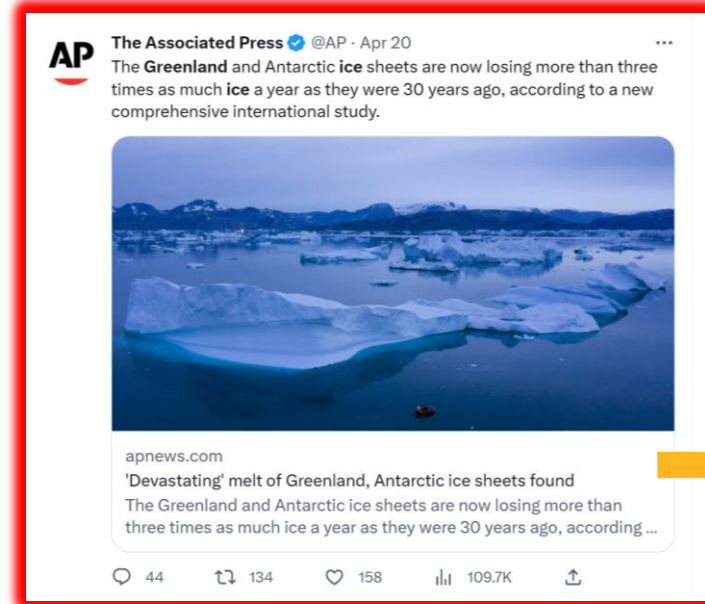 AP
The Associated Press @AP · Apr 20
The Greenland and Antarctic ice sheets are now losing more than three
times as much ice a year as they were 30 years ago, according to a new
comprehensive international study.
apnews.com
'Devastating' melt of Greenland, Antarctic ice sheets found
The Greenland and Antarctic ice sheets are now losing more than
three times as much ice a year as they were 30 years ago, according ...
44 134 158 109.7K